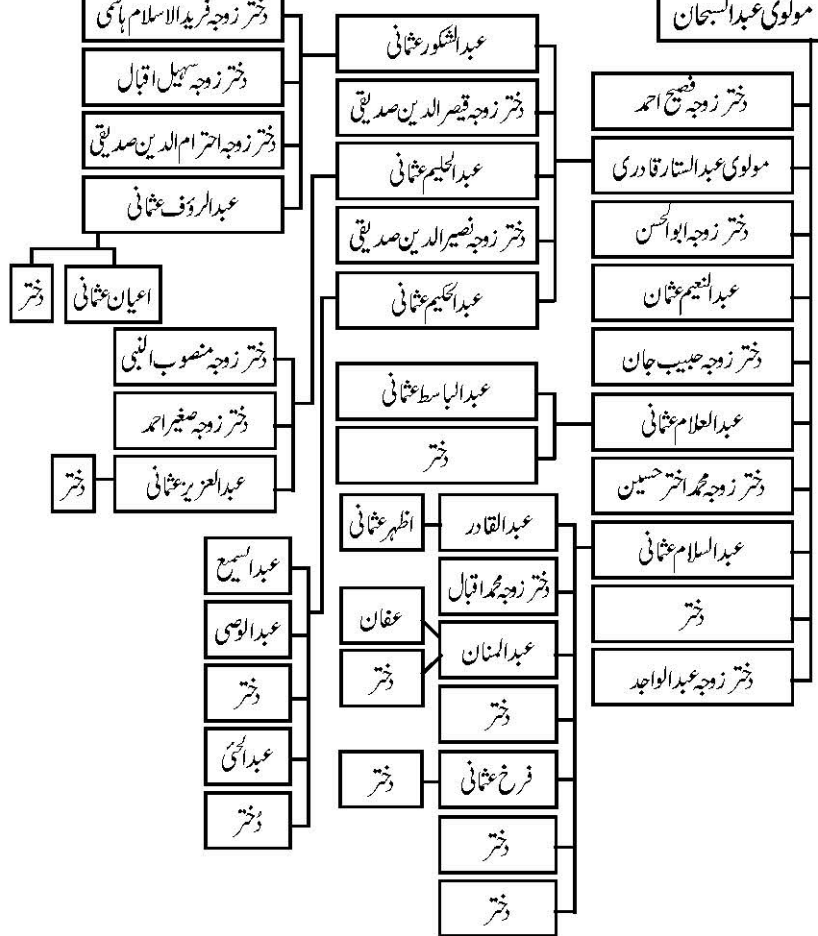 مولوی عبدالسبحان
دختر زوجہ فصیح احمد
مولوی عبدالستار قادری
دختر زوجہ ابوالحسن
عبدالنعیم عثمان
دختر زوجہ حبیب جان
عبدالعلام عثمانی
دختر زوجہ محمد اختر حسین
عبدالسلام عثمانی
دختر
دختر زوجہ عبدالواجد
عبدالشکور عثمانی
دختر زوجہ قیصرالدین صدیقی
عبدالحلیم عثمانی
دختر زوجہ نصیرالدین صدیقی
عبدالحکیم عثمانی
عبدالباسط عثمانی
دختر
عبدالقادر
اظہر عثمانی
دختر زوجہ محمد اقبال
عبدالمنان
عفان
دختر
دختر
فرخ عثمانی
دختر
دختر
دختر
دختر زوجہ فریدالاسلام ہاشمی
دختر زوجہ سہیل اقبال
دختر زوجہ احترام الدین صدیقی
عبدالرؤف عثمانی
اعیان عثمانی
دختر
دختر زوجہ منصوب النبی
دختر زوجہ صغیر احمد
عبدالعزیز عثمانی
دختر
عبدالسمیع
عبدالوصی
دختر
عبدالحئی
دُختر